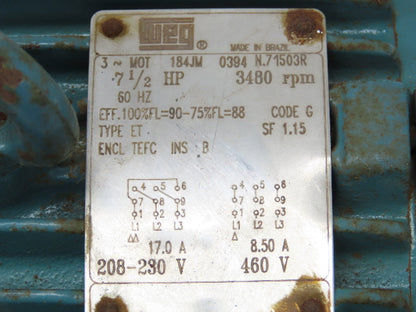 WEG ® MADE IN BRAZIL
3 ~ MOT 184JM 0394 N.71503R
7 1/2 HP 3480 rpm
60 HZ
EFF.100%FL=90-75%FL=88 CODE G
TYPE ET SF 1.15
ENCL TEFC INS B
4 5 6 4 5 6
7 8 9 7 8 9
1 2 3 1 2 3
L1 L2 L3 L1 L2 L3
17.0 A 8.50 A
208-230 V 460 V